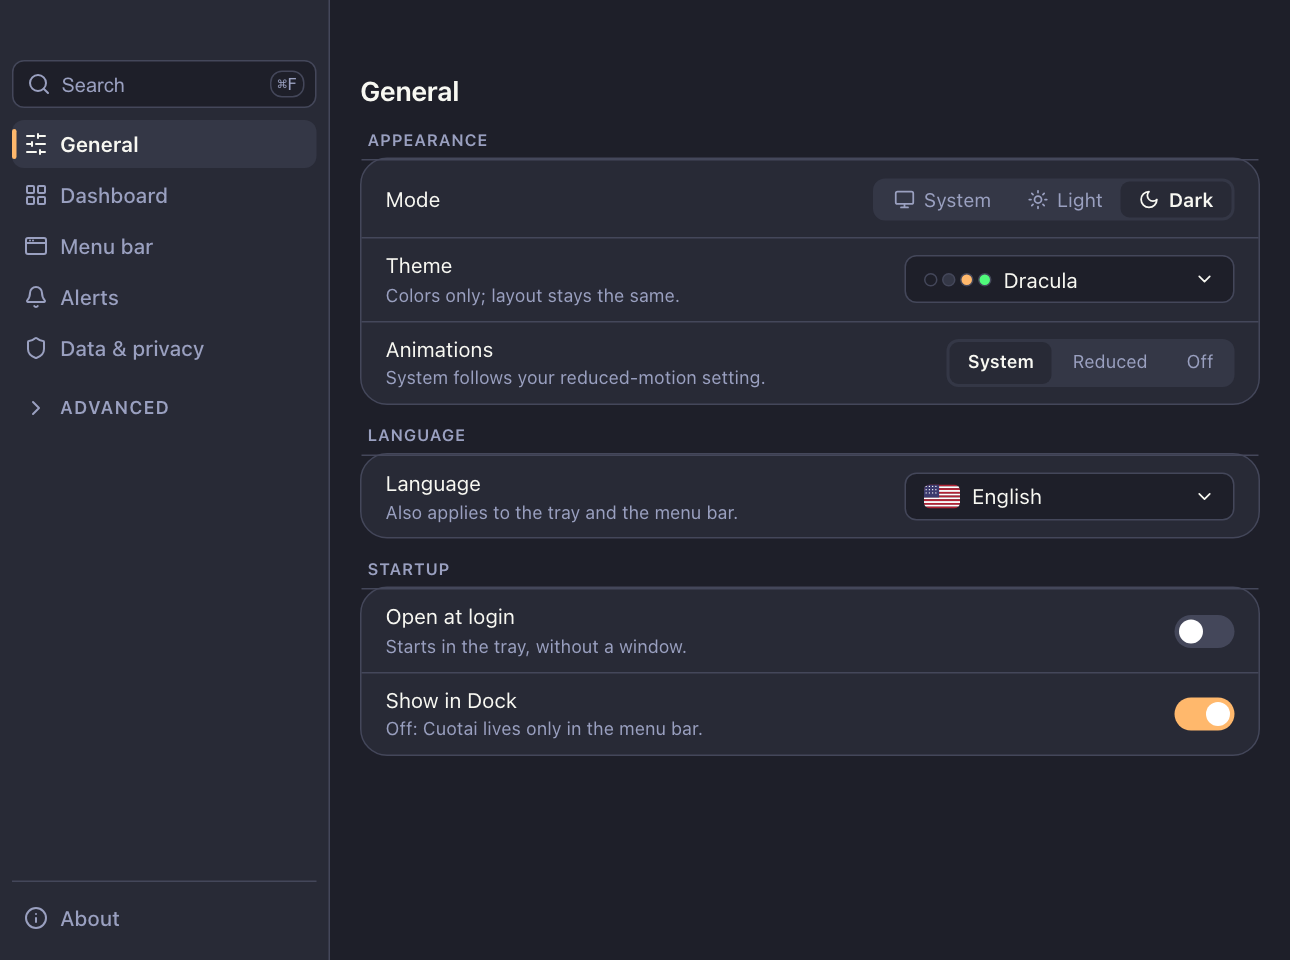 Search
⌘F
General
Dashboard
Menu bar
Alerts
Data & privacy
ADVANCED
About
General
APPEARANCE
Mode
System Light Dark
Theme
Colors only; layout stays the same.
Dracula
Animations
System follows your reduced-motion setting.
System Reduced Off
LANGUAGE
Language
Also applies to the tray and the menu bar.
English
STARTUP
Open at login
Starts in the tray, without a window.
Show in Dock
Off: Cuotai lives only in the menu bar.